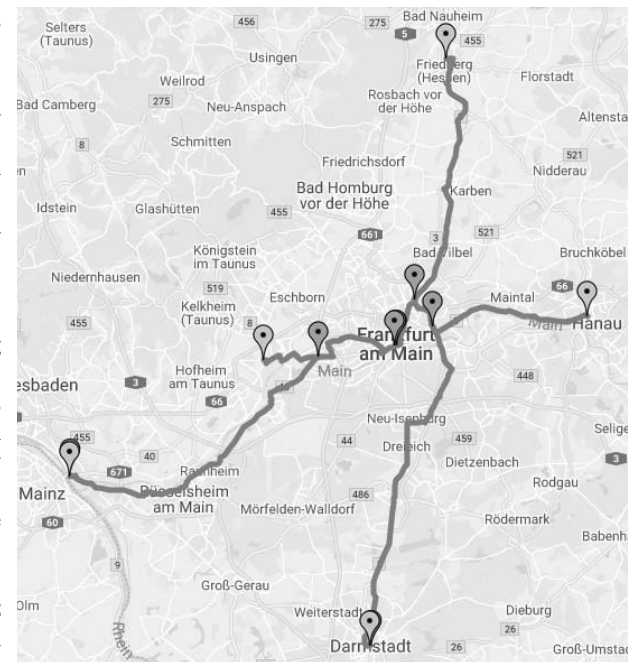 Selters
(Taunus)
456
275
5
Bad Nauheim
455
Usingen
Friedberg
(Hessen)
Florstadt
Weilrod
275
Neu-Anspach
Rosbach vor
der Höhe
Bad Camberg
Altensta
8
Schmitten
521
Friedrichsdorf
Nidderau
Bad Homburg
vor der Höhe
Karben
Idstein
Glashütten
455
661
3
521
Königstein
im Taunus
Bad Vilbel
Bruchköbel
Niedernhausen
519
66
Eschborn
Maintal
Kelkheim
(Taunus)
455
8
Frankfurt
am Main
Main
Hanau
Hofheim
am Taunus
Main
esbaden
3
66
448
Neu-Isenburg
455
44
Dreieich
459
Selige
40
Dietzenbach
3
671
Raunheim
Mainz
Rüsselsheim
am Main
486
Rodgau
60
Mörfelden-Walldorf
Rödermark
Babenha
9
Groß-Gerau
Olm
Weiterstadt
Dieburg
Rhein
26
Darmstadt
26
26
Groß-Umstad